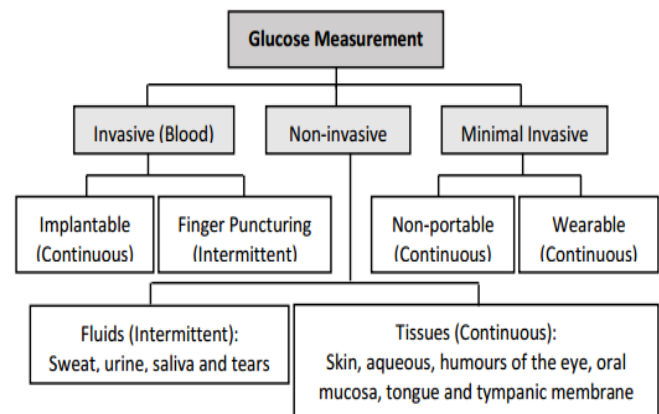 Glucose Measurement
Invasive (Blood)
Non-invasive
Minimal Invasive
Implantable
(Continuous)
Finger Puncturing
(Intermittent)
Non-portable
(Continuous)
Wearable
(Continuous)
Fluids (Intermittent):
Sweat, urine, saliva and tears
Tissues (Continuous):
Skin, aqueous, humours of the eye, oral
mucosa, tongue and tympanic membrane